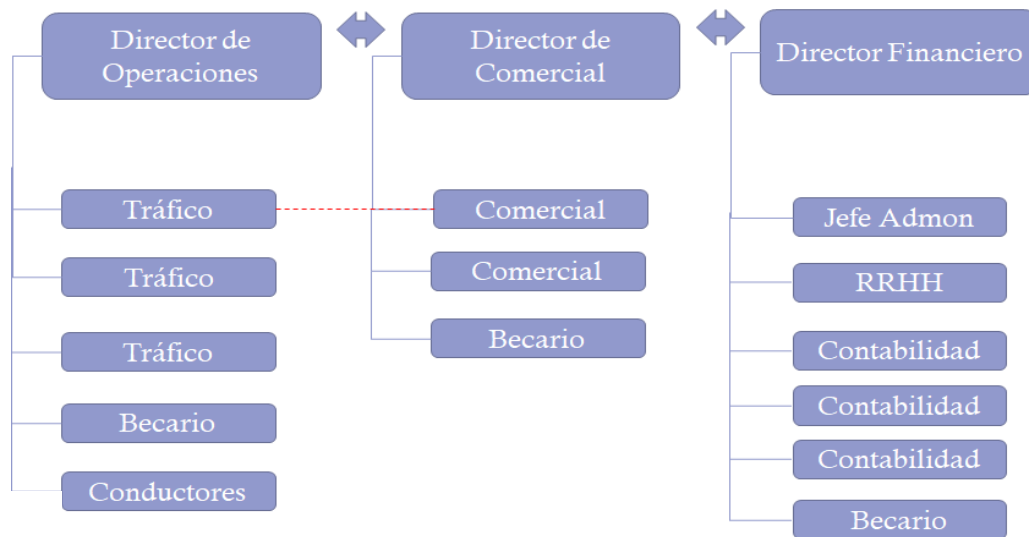 Director de
Operaciones
Tráfico
Tráfico
Tráfico
Becario
Conductores
Director de
Comercial
Comercial
Comercial
Becario
Director Financiero
Jefe Admon
RRHH
Contabilidad
Contabilidad
Contabilidad
Becario